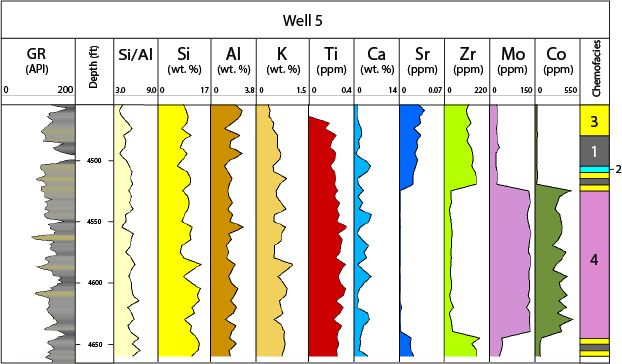 Well 5
GR (API) 0 200
Depth (ft)
Si/Al 3.0 9.0
Si (wt. %) 0 17
Al (wt. %) 0 3.8
K (wt. %) 0 1.5
Ti (ppm) 0 0.4
Ca (wt. %) 0 14
Sr (ppm) 0 0.07
Zr (ppm) 0 220
Mo (ppm) 0 150
Co (ppm) 0 550
Chemofacies
3
4500
1
2
4550
4600
4
4650